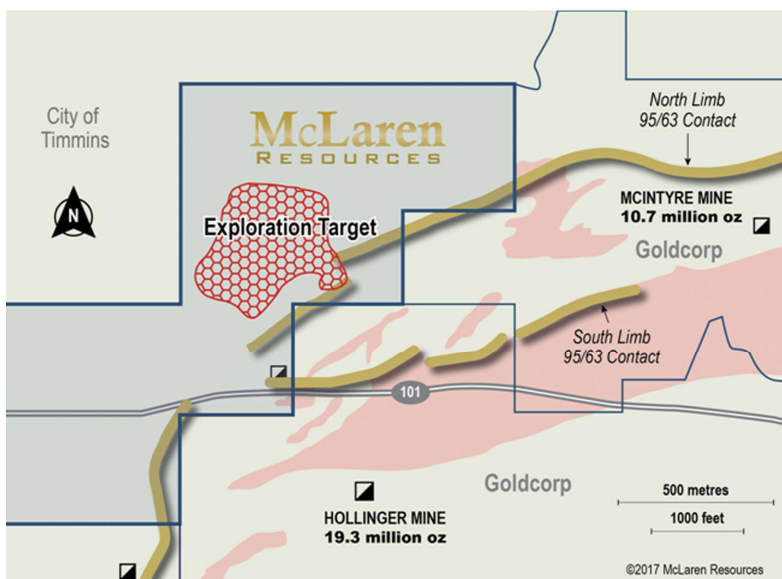 City of
Timmins
N
McLaren
RESOURCES
Exploration Target
North Limb
95/63 Contact
MCINTYRE MINE
10.7 million oz
Goldcorp
South Limb
95/63 Contact
101
Goldcorp
HOLLINGER MINE
19.3 million oz
500 metres
1000 feet
©2017 McLaren Resources